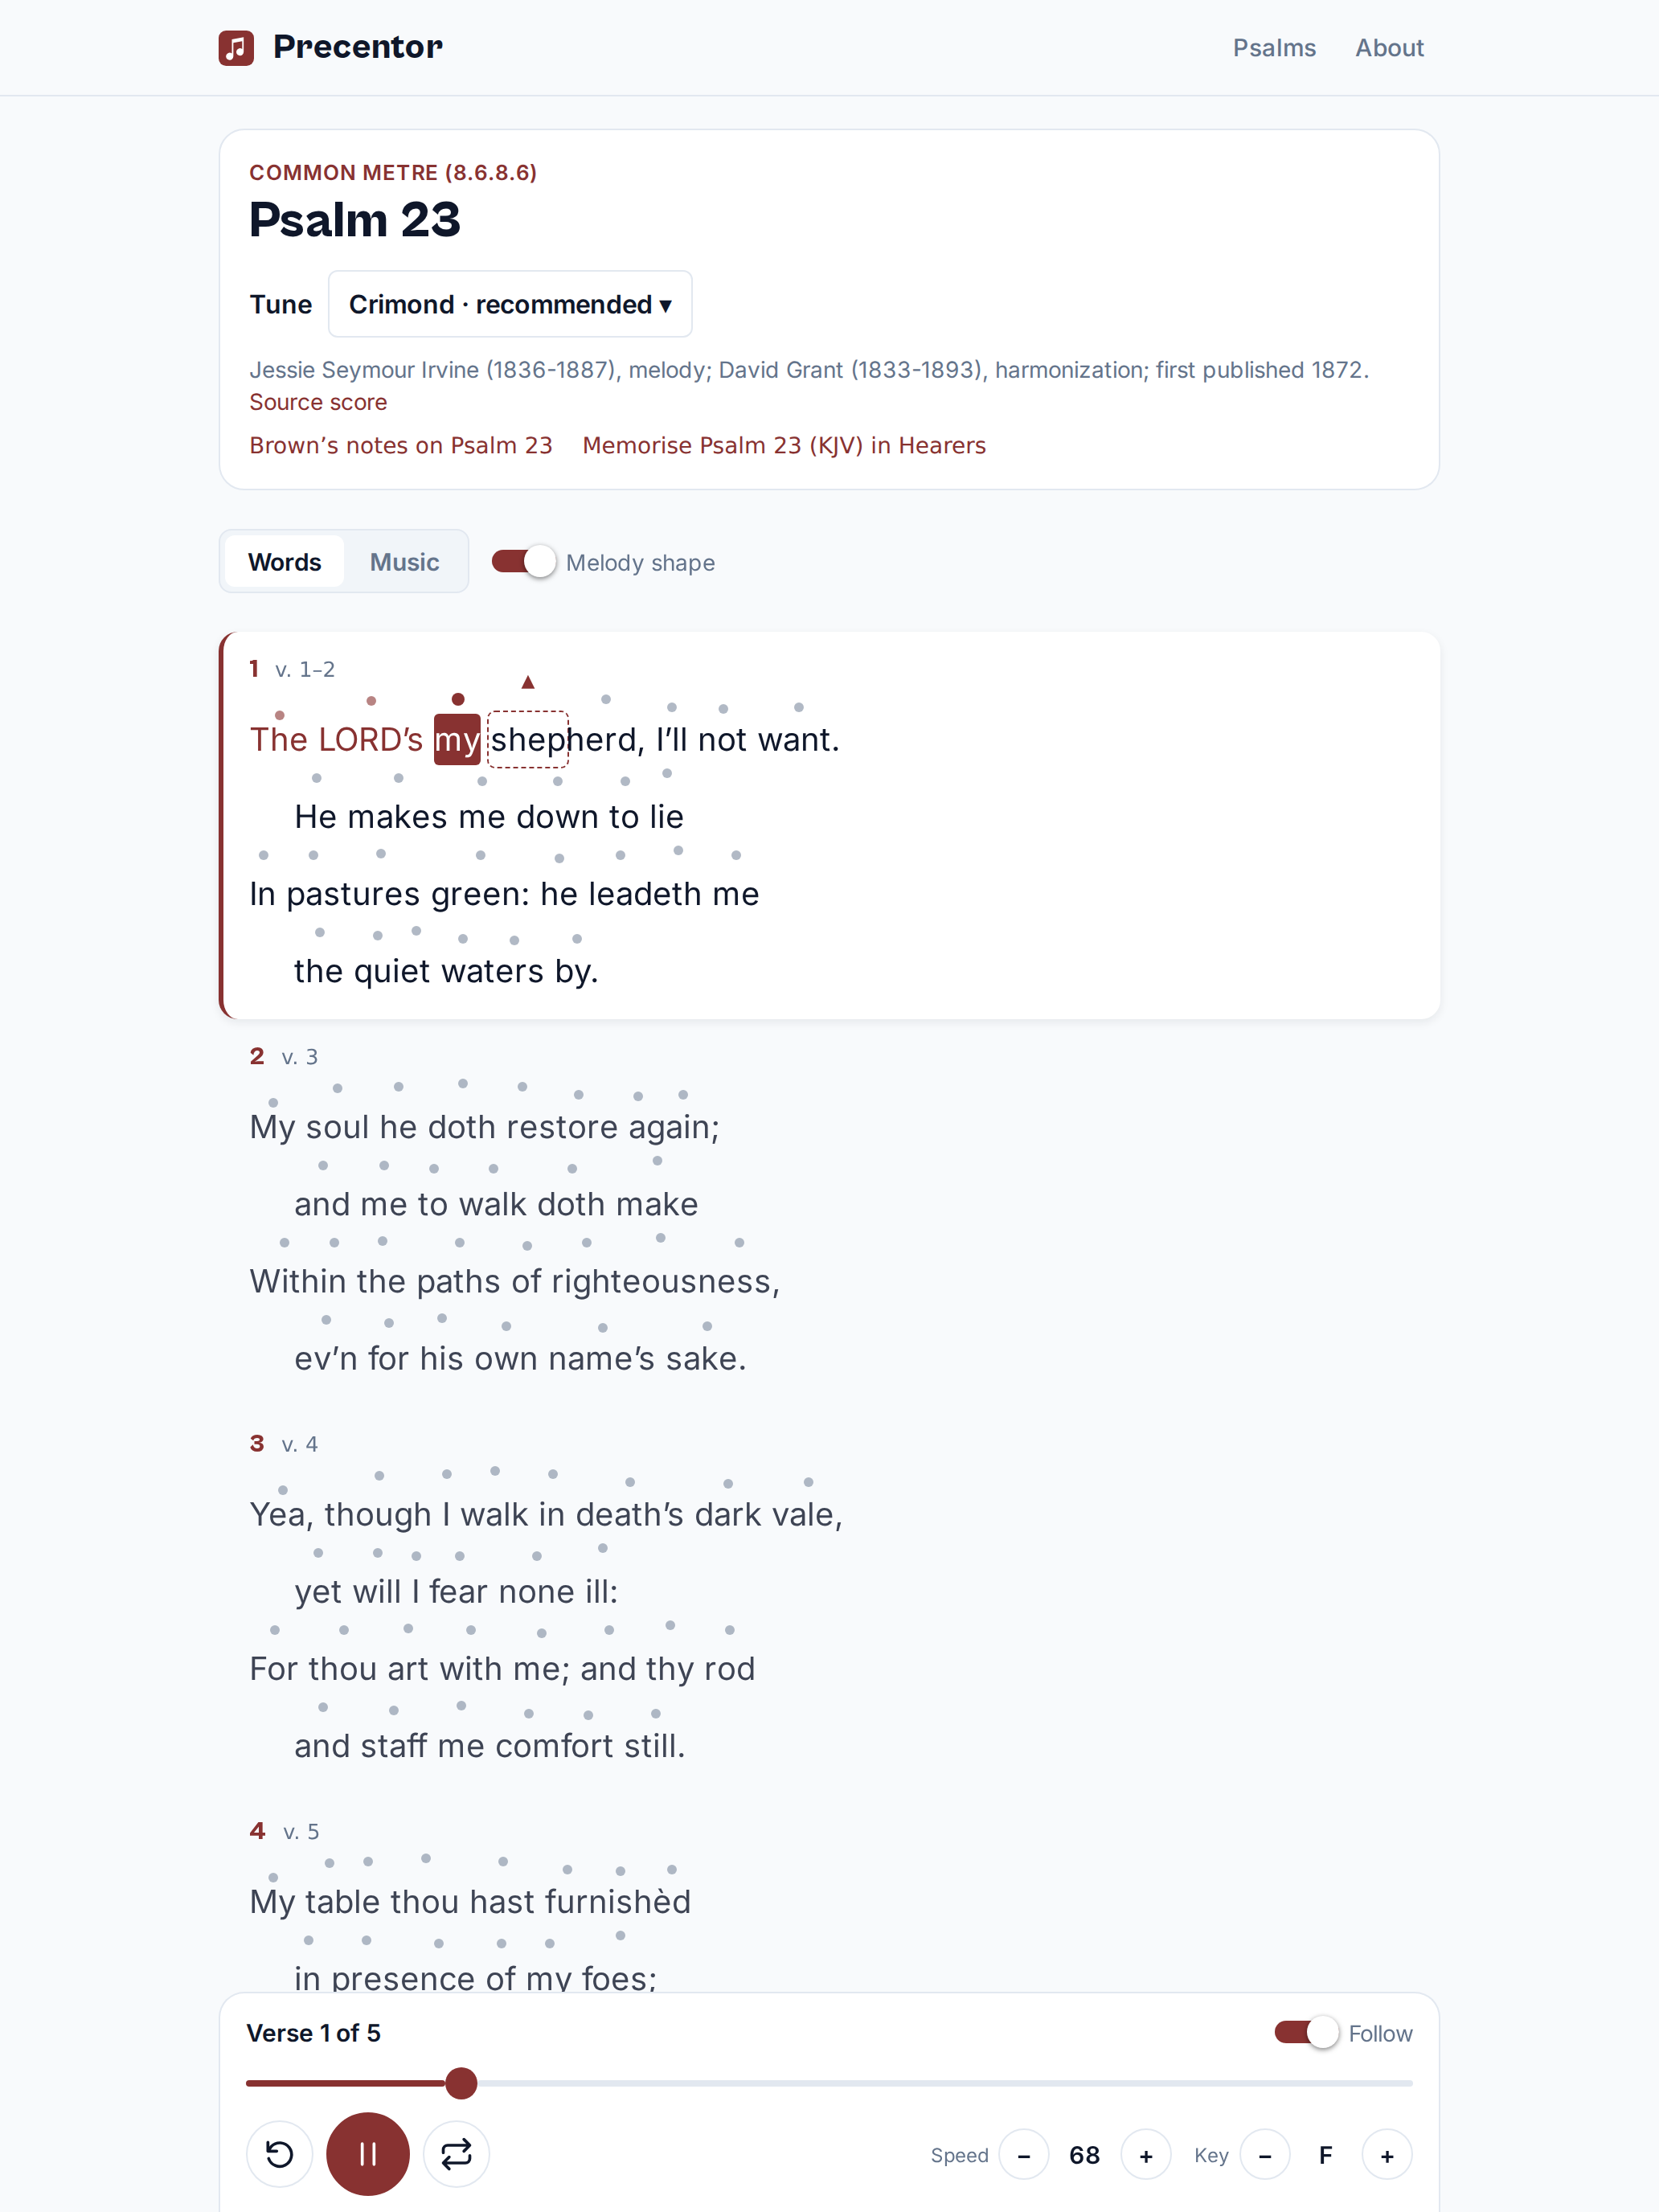 Precentor
Psalms About
COMMON METRE (8.6.8.6)
Psalm 23
Tune Crimond · recommended ▾
Jessie Seymour Irvine (1836-1887), melody; David Grant (1833-1893), harmonization; first published 1872.
Source score
Brown’s notes on Psalm 23 Memorise Psalm 23 (KJV) in Hearers
Words Music Melody shape
1 v. 1–2
The LORD’s my shepherd, I’ll not want.
He makes me down to lie
In pastures green: he leadeth me
the quiet waters by.
2 v. 3
My soul he doth restore again;
and me to walk doth make
Within the paths of righteousness,
ev’n for his own name’s sake.
3 v. 4
Yea, though I walk in death’s dark vale,
yet will I fear none ill:
For thou art with me; and thy rod
and staff me comfort still.
4 v. 5
My table thou hast furnishèd
in presence of my foes;
Verse 1 of 5 Follow
Speed − 68 + Key − F +